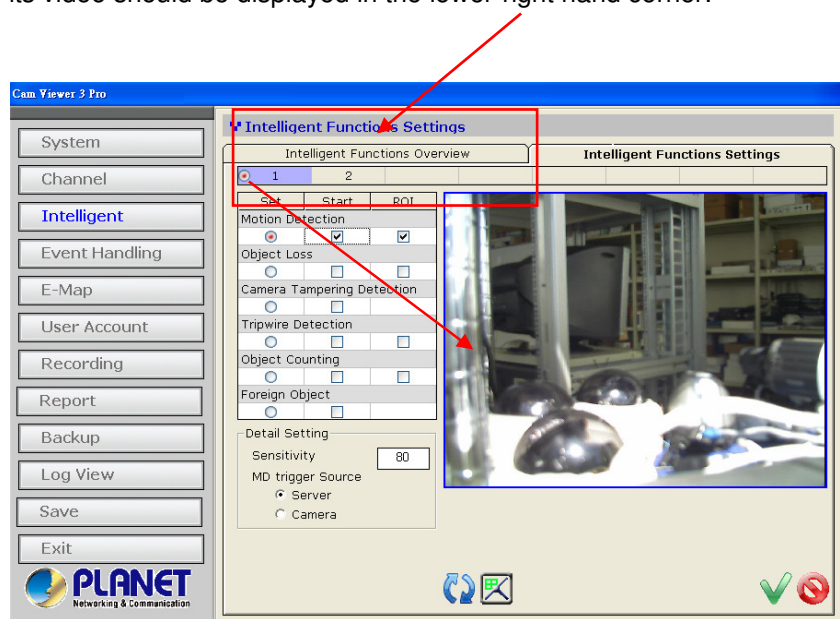 its video should be displayed in the lower right hand corner.
Cam Viewer 3 Pro
Intelligent Functions Settings
System
Channel
Intelligent
Event Handling
E-Map
User Account
Recording
Report
Backup
Log View
Save
Exit
PLANET
Networking & Communication
Intelligent Functions Overview
Intelligent Functions Settings
1 2
Set Start ROI
Motion Detection
Object Loss
Camera Tampering Detection
Tripwire Detection
Object Counting
Foreign Object
Detail Setting
Sensitivity 80
MD trigger Source
Server
Camera